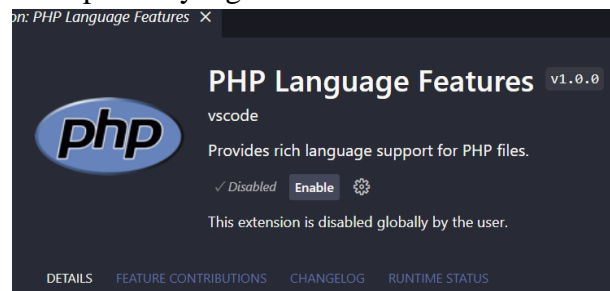 on: PHP Language Features
PHP Language Features v1.0.0
php
vscode
Provides rich language support for PHP files.
Disabled Enable
This extension is disabled globally by the user.
DETAILS FEATURE CONTRIBUTIONS CHANGELOG RUNTIME STATUS